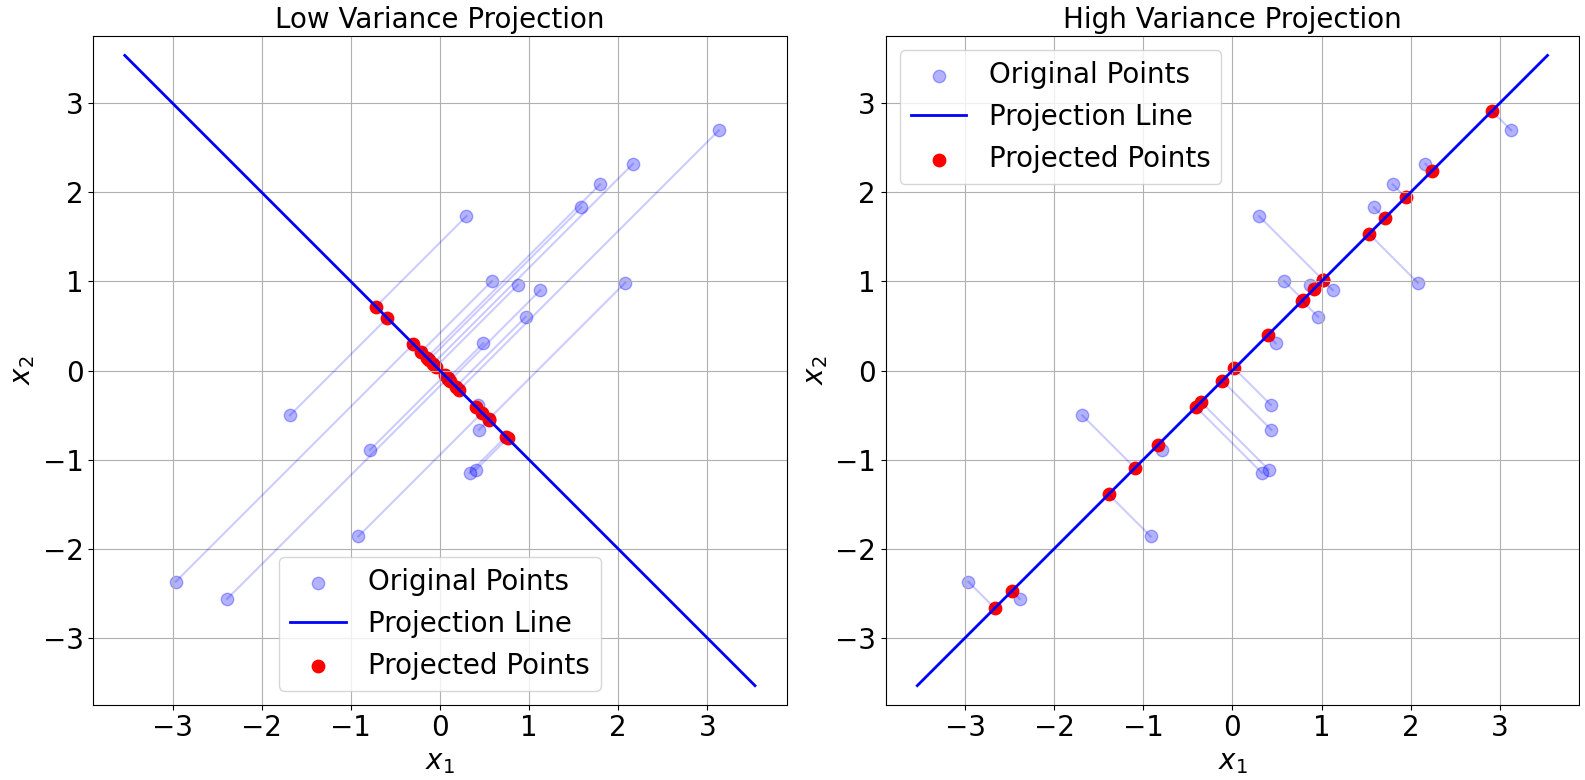 Low Variance Projection
3
2
1
0
−1
−2
−3
x₂
Original Points
Projection Line
Projected Points
−3 −2 −1 0 1 2 3
x₁
High Variance Projection
Original Points
Projection Line
Projected Points
3
2
1
0
−1
−2
−3
x₂
−3 −2 −1 0 1 2 3
x₁